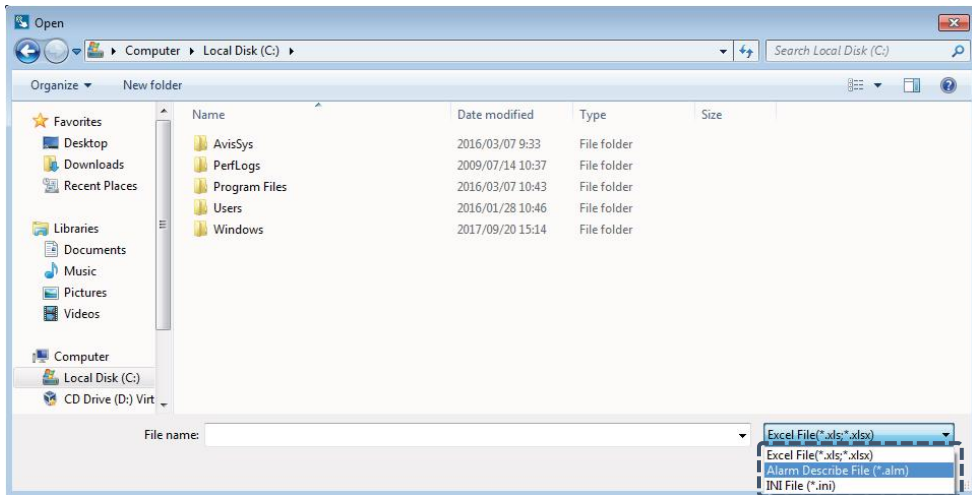 Open
Computer ▸ Local Disk (C:) ▸
Search Local Disk (C:)
Organize
New folder
Favorites
Desktop
Downloads
Recent Places
Libraries
Documents
Music
Pictures
Videos
Computer
Local Disk (C:)
CD Drive (D:) Virt
Name Date modified Type Size
AvisSys 2016/03/07 9:33 File folder
PerfLogs 2009/07/14 10:37 File folder
Program Files 2016/03/07 10:43 File folder
Users 2016/01/28 10:46 File folder
Windows 2017/09/20 15:14 File folder
File name:
Excel File(*.xls;*.xlsx)
Excel File(*.xls;*.xlsx)
Alarm Describe File (*.alm)
INI File (*.ini)